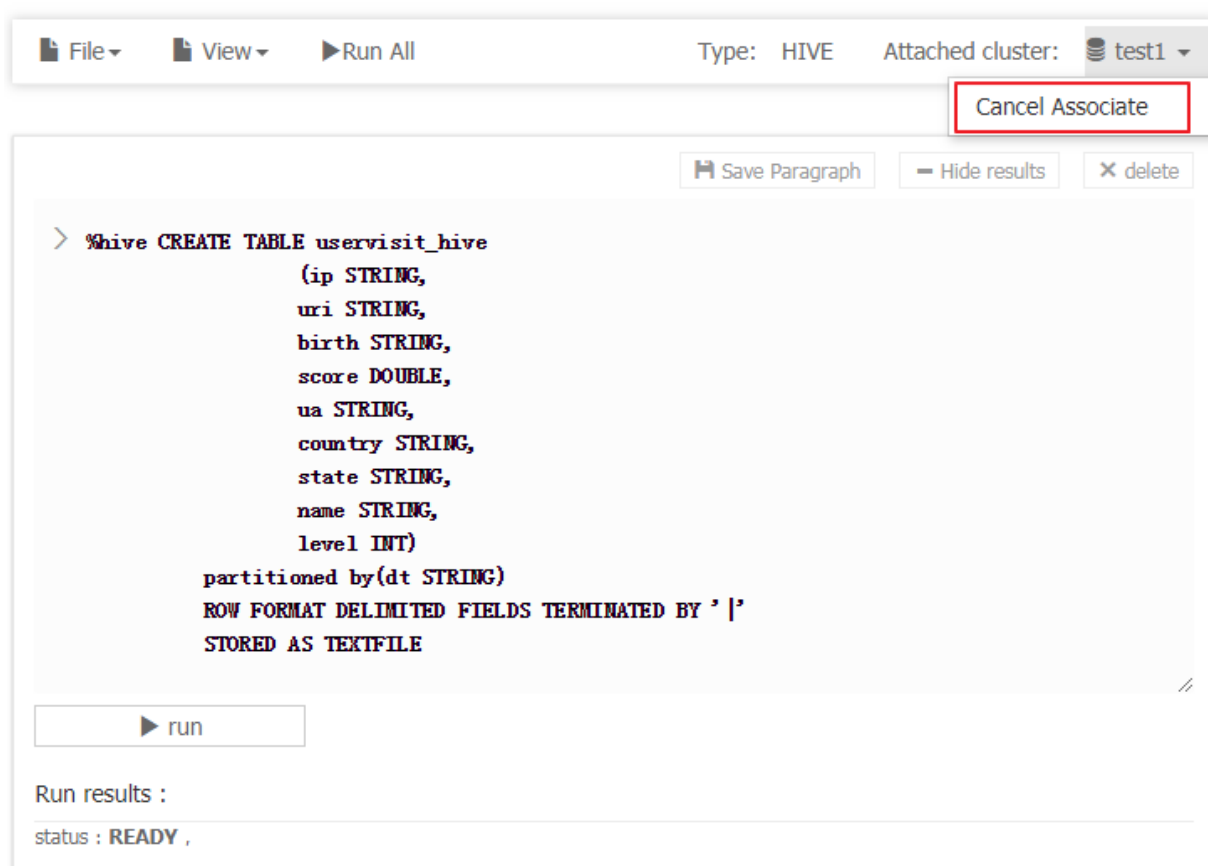 File View Run All Type: HIVE Attached cluster: test1
Cancel Associate
Save Paragraph Hide results delete
%hive CREATE TABLE uservisit_hive
(ip STRING,
uri STRING,
birth STRING,
score DOUBLE,
ua STRING,
country STRING,
state STRING,
name STRING,
level INT)
partitioned by(dt STRING)
ROW FORMAT DELIMITED FIELDS TERMINATED BY '|'
STORED AS TEXTFILE
run
Run results :
status : READY ,